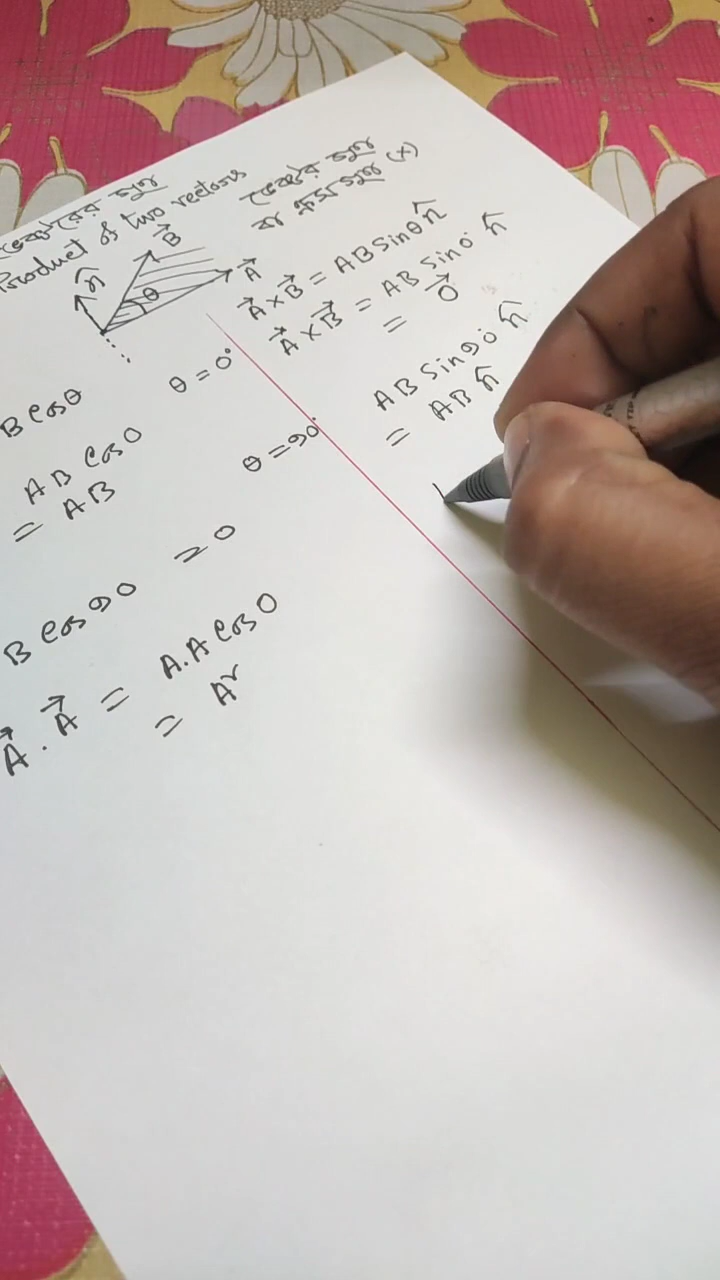 ভেক্টরের গুণ
Product of two vectors
ভেক্টর গুণ
বা ক্রস গুণ (×)
n̂ B⃗ θ A⃗
A⃗ × B⃗ = AB Sinθ n̂
A⃗ × B⃗ = AB Sin0° n̂
= 0⃗
B Cosθ
θ = 0°
AB Cos 0
= AB
θ = 90°
AB Sin90° n̂
= AB n̂
B Cos 90 = 0
A⃗ . A⃗ = A.A Cos 0
= A²